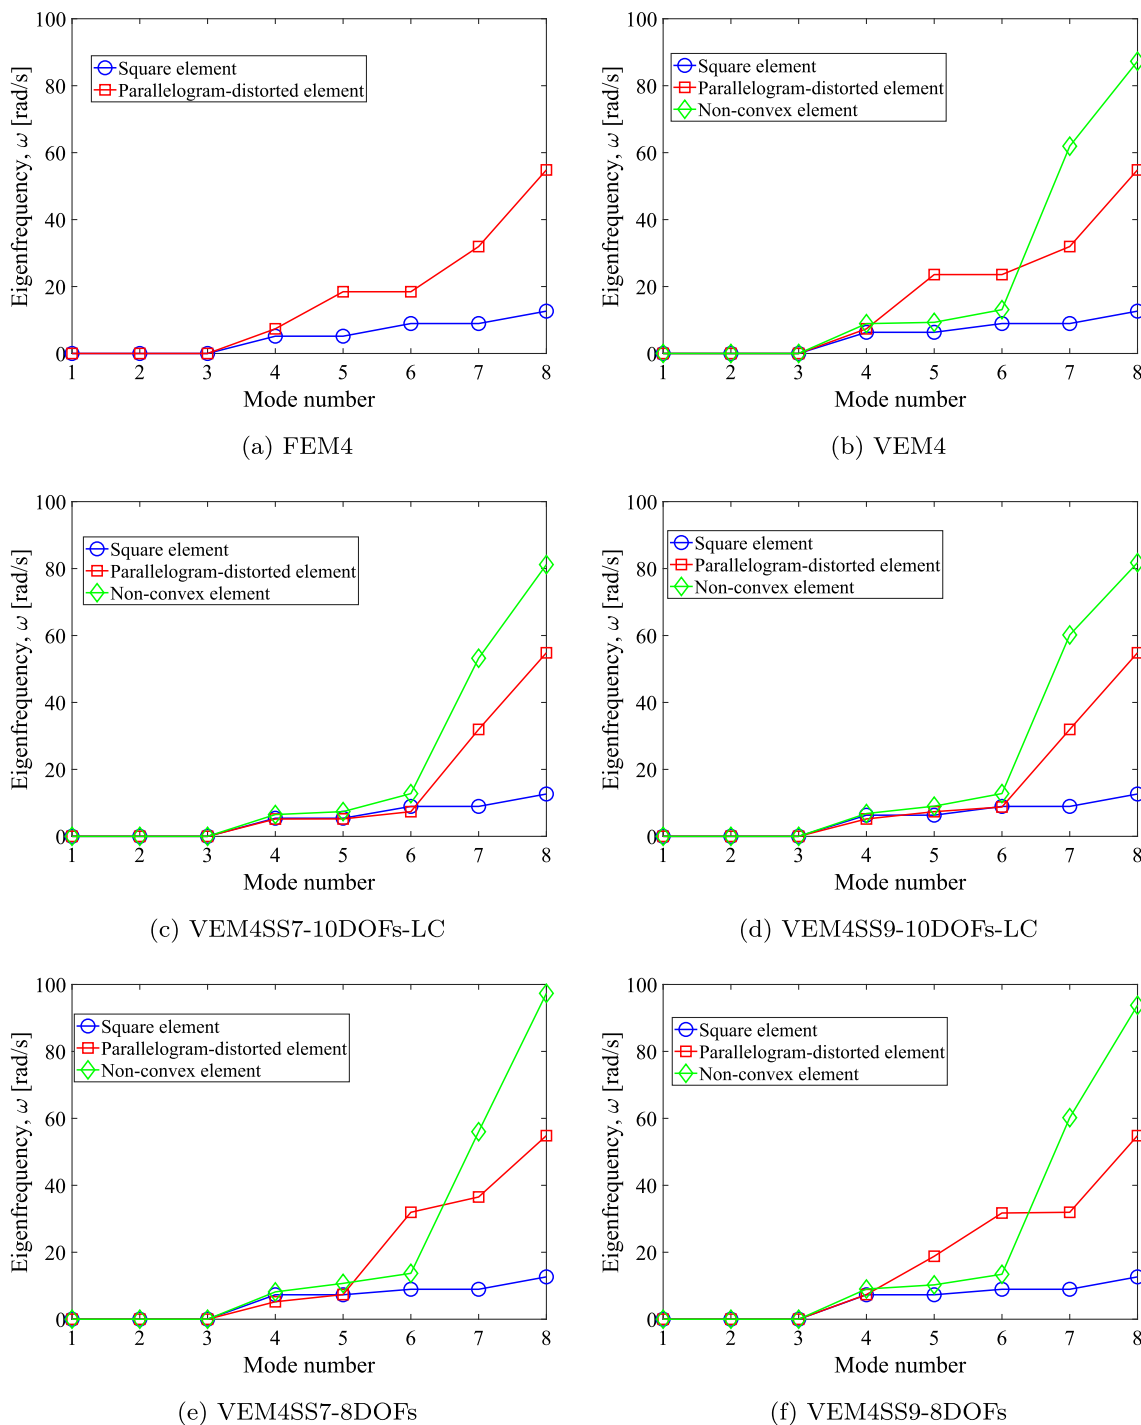 100
80
60
40
20
0
Eigenfrequency, ω [rad/s]
Square element
Parallelogram-distorted element
1 2 3 4 5 6 7 8
Mode number
(a) FEM4
100
80
60
40
20
0
Eigenfrequency, ω [rad/s]
Square element
Parallelogram-distorted element
Non-convex element
1 2 3 4 5 6 7 8
Mode number
(b) VEM4
100
80
60
40
20
0
Eigenfrequency, ω [rad/s]
Square element
Parallelogram-distorted element
Non-convex element
1 2 3 4 5 6 7 8
Mode number
(c) VEM4SS7-10DOFs-LC
100
80
60
40
20
0
Eigenfrequency, ω [rad/s]
Square element
Parallelogram-distorted element
Non-convex element
1 2 3 4 5 6 7 8
Mode number
(d) VEM4SS9-10DOFs-LC
100
80
60
40
20
0
Eigenfrequency, ω [rad/s]
Square element
Parallelogram-distorted element
Non-convex element
1 2 3 4 5 6 7 8
Mode number
(e) VEM4SS7-8DOFs
100
80
60
40
20
0
Eigenfrequency, ω [rad/s]
Square element
Parallelogram-distorted element
Non-convex element
1 2 3 4 5 6 7 8
Mode number
(f) VEM4SS9-8DOFs